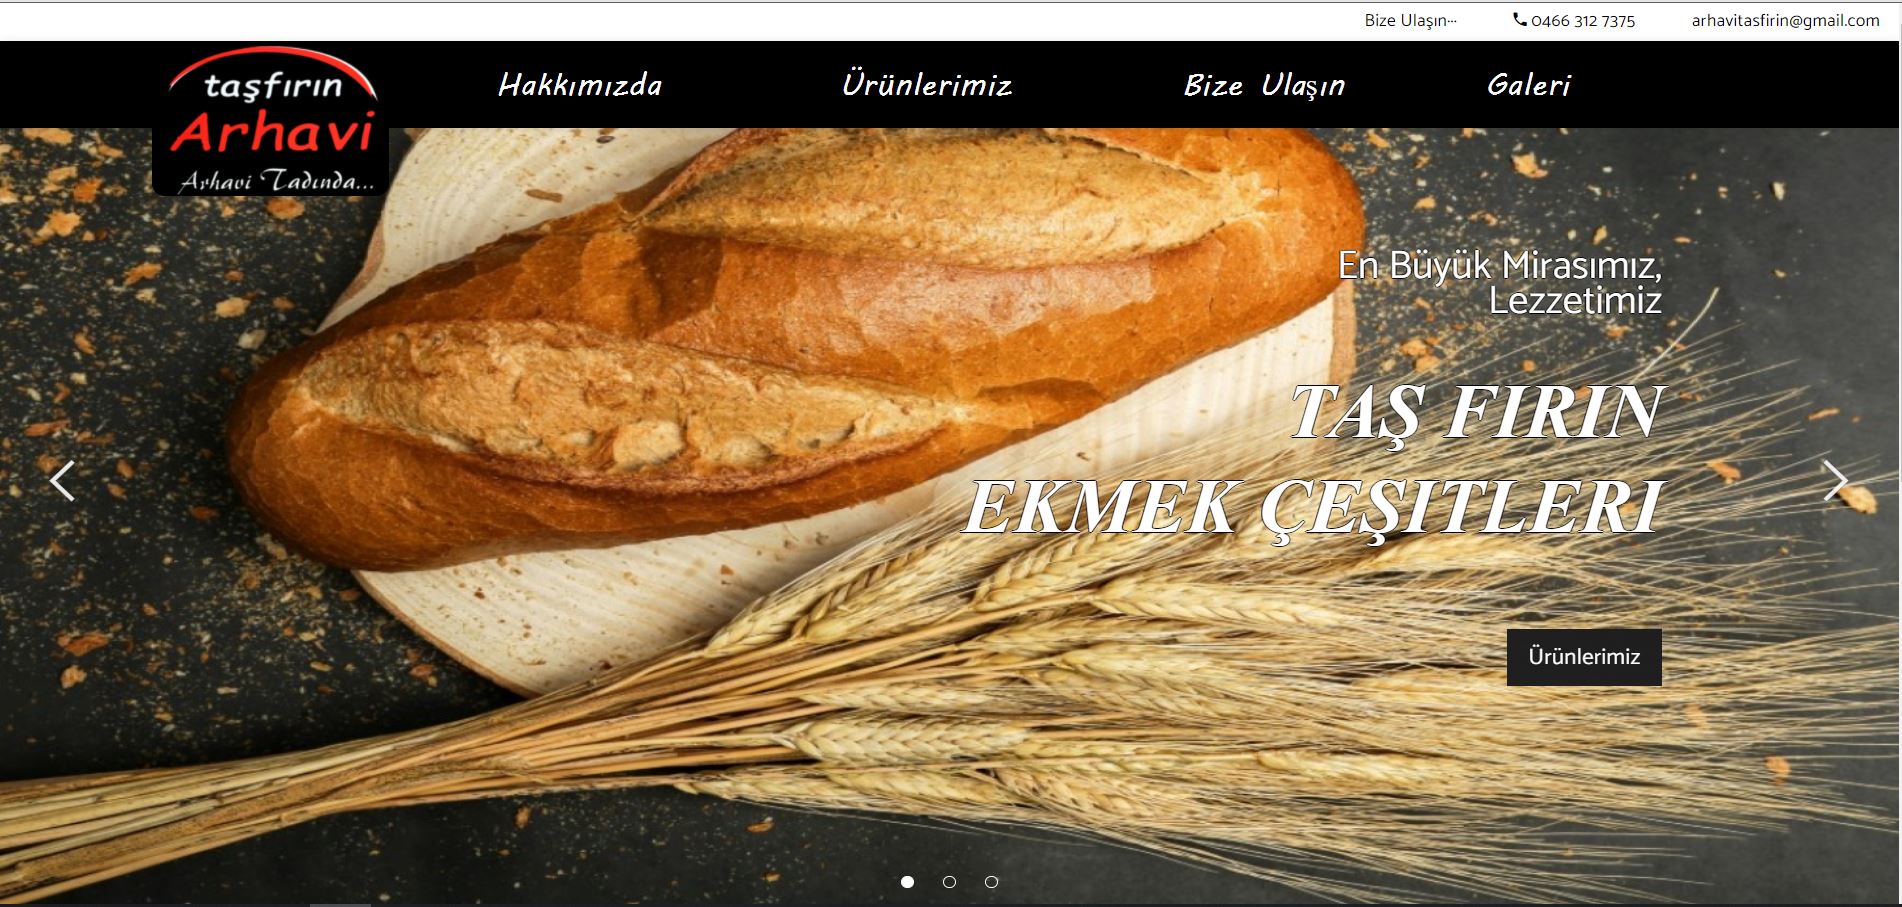 Bize Ulaşın... 0466 312 7375 arhavitasfirin@gmail.com
taşfırın
Arhavi
Arhavi Tadında...
Hakkımızda Ürünlerimiz Bize Ulaşın Galeri
En Büyük Mirasımız,
Lezzetimiz
TAŞ FIRIN
EKMEK ÇEŞITLERI
Ürünlerimiz